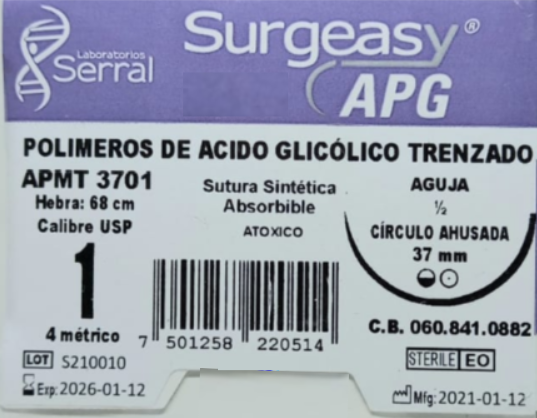 Laboratorios
Serral
Surgeasy®
APG
POLIMEROS DE ACIDO GLICÓLICO TRENZADO
APMT 3701
Hebra: 68 cm
Calibre USP
1
4 métrico
LOT S210010
Exp: 2026-01-12
Sutura Sintética
Absorbible
ATOXICO
7 501258 220514
AGUJA
½
CÍRCULO AHUSADA
37 mm
C.B. 060.841.0882
STERILE EO
Mfg: 2021-01-12